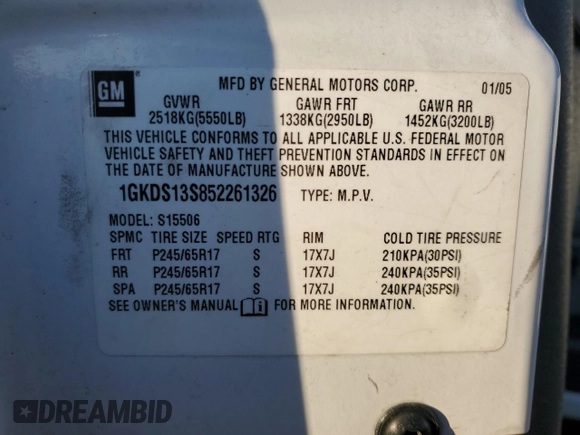 GM ®
MFD BY GENERAL MOTORS CORP. 01/05
GVWR GAWR FRT GAWR RR
2518KG(5550LB) 1338KG(2950LB) 1452KG(3200LB)
THIS VEHICLE CONFORMS TO ALL APPLICABLE U.S. FEDERAL MOTOR
VEHICLE SAFETY AND THEFT PREVENTION STANDARDS IN EFFECT ON
THE DATE OF MANUFACTURE SHOWN ABOVE.
1GKDS13S852261326 TYPE: M.P.V.
MODEL: S15506
SPMC TIRE SIZE SPEED RTG RIM COLD TIRE PRESSURE
FRT P245/65R17 S 17X7J 210KPA(30PSI)
RR P245/65R17 S 17X7J 240KPA(35PSI)
SPA P245/65R17 S 17X7J 240KPA(35PSI)
SEE OWNER'S MANUAL FOR MORE INFORMATION.
DREAMBID